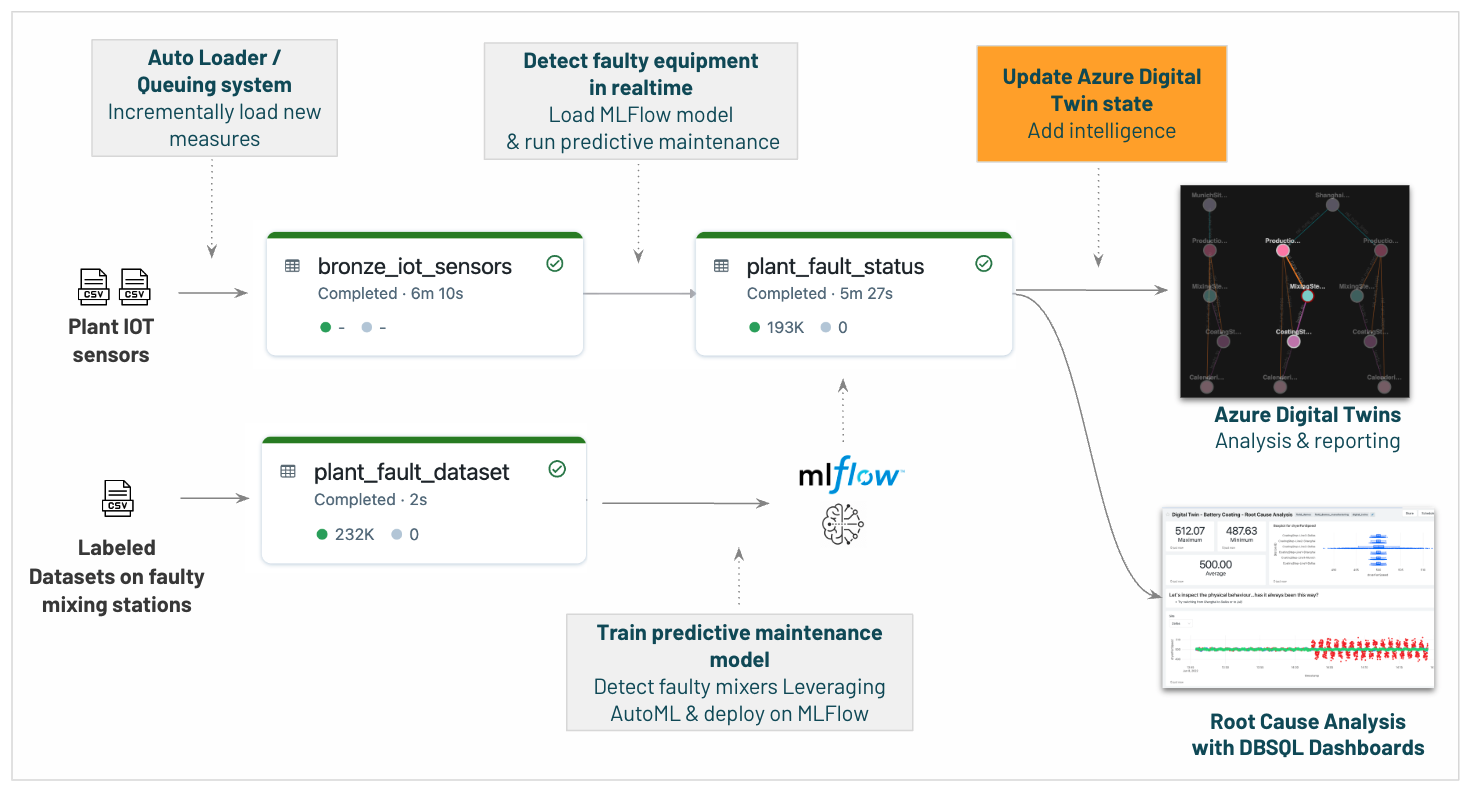 Auto Loader /
Queuing system
Incrementally load new
measures
Detect faulty equipment
in realtime
Load MLFlow model
& run predictive maintenance
Update Azure Digital
Twin state
Add intelligence
CSV CSV
Plant IOT
sensors
bronze_iot_sensors
Completed · 6m 10s
- -
plant_fault_status
Completed · 5m 27s
193K 0
MunichSit...
Shanghai...
Productio...
Productio...
Productio...
MixingSte...
MixingSte...
MixingSte...
CoatingSt...
CoatingSt...
CoatingSt...
Calenderi...
Calenderi...
Calenderi...
Azure Digital Twins
Analysis & reporting
CSV
Labeled
Datasets on faulty
mixing stations
plant_fault_dataset
Completed · 2s
232K 0
mlflow™
Train predictive maintenance
model
Detect faulty mixers Leveraging
AutoML & deploy on MLFlow
Digital Twin - Battery Coating - Root Cause Analysis
512.07
Maximum
487.63
Minimum
500.00
Average
Let's inspect the physical behaviour...has it always been this way?
Root Cause Analysis
with DBSQL Dashboards